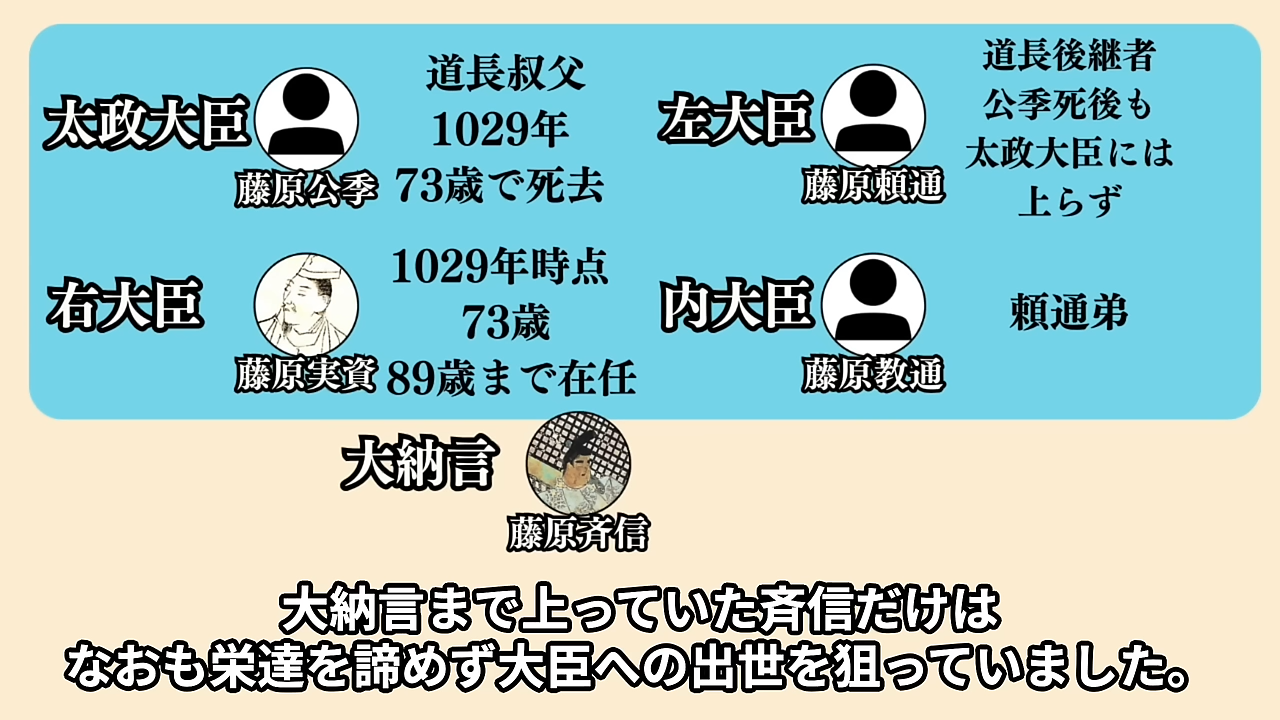 太政大臣
藤原公季
道長叔父
1029年
73歳で死去
左大臣
藤原頼通
道長後継者
公季死後も
太政大臣には
上らず
右大臣
藤原実資
1029年時点
73歳
89歳まで在任
内大臣
藤原教通
頼通弟
大納言
藤原斉信
大納言まで上っていた斉信だけは
なおも栄達を諦めず大臣への出世を狙っていました。